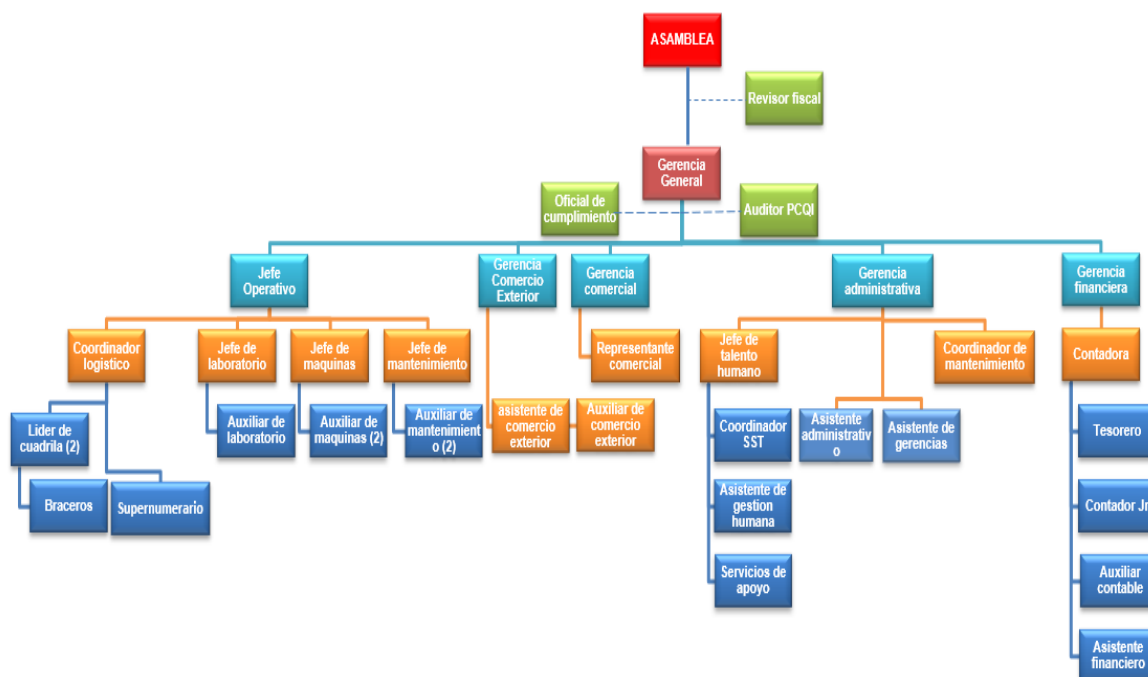 ASAMBLEA
Revisor fiscal
Gerencia
General
Oficial de
cumplimiento
Auditor PCQI
Jefe
Operativo
Gerencia
Comercio
Exterior
Gerencia
comercial
Gerencia
administrativa
Gerencia
financiera
Coordinador
logistico
Jefe de
laboratorio
Jefe de
maquinas
Jefe de
mantenimiento
Representante
comercial
Jefe de
talento
humano
Coordinador de
mantenimiento
Contadora
Lider de
cuadrila (2)
Auxiliar de
laboratorio
Auxiliar de
maquinas (2)
Auxiliar de
mantenimient
o (2)
asistente de
comercio
exterior
Auxiliar de
comercio
exterior
Coordinador
SST
Asistente
administrativ
o
Asistente de
gerencias
Tesorero
Braceros
Supernumerario
Asistente de
gestion
humana
Contador Jr
Servicios de
apoyo
Auxiliar
contable
Asistente
financiero